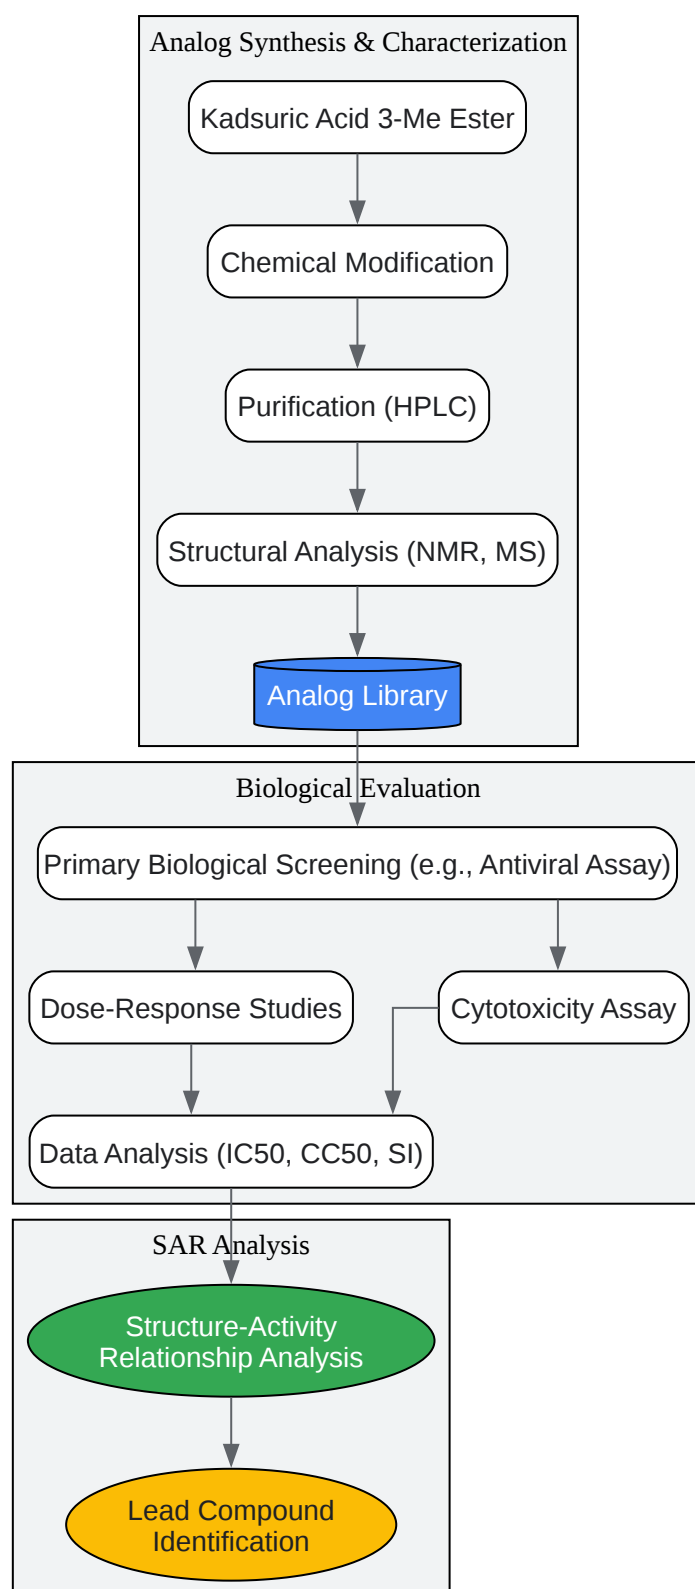 Analog Synthesis & Characterization
Kadsuric Acid 3-Me Ester
Chemical Modification
Purification (HPLC)
Structural Analysis (NMR, MS)
Analog Library
Biological Evaluation
Primary Biological Screening (e.g., Antiviral Assay)
Dose-Response Studies
Cytotoxicity Assay
Data Analysis (IC50, CC50, SI)
SAR Analysis
Structure-Activity
Relationship Analysis
Lead Compound
Identification